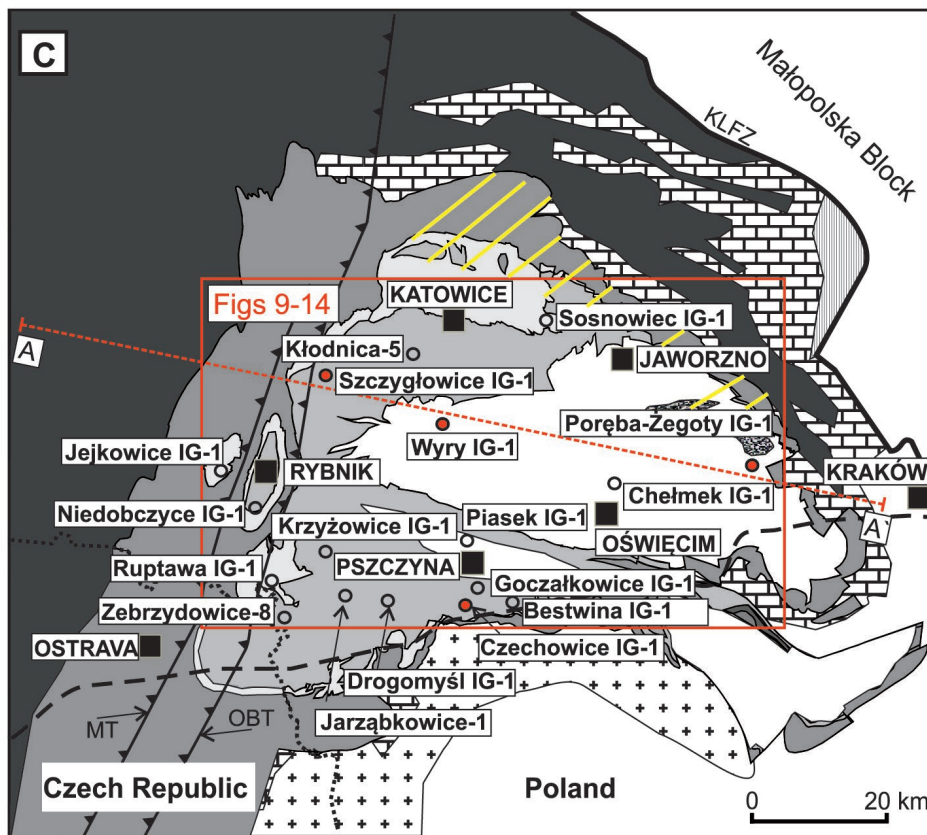 C
Małopolska Block
KLFZ
Figs 9-14
KATOWICE
A
Sosnowiec IG-1
Kłodnica-5
JAWORZNO
Szczygłowice IG-1
Poręba-Żegoty IG-1
Wyry IG-1
Jejkowice IG-1
RYBNIK
KRAKÓW
Chełmek IG-1
Niedobczyce IG-1
Piasek IG-1
A`
Krzyżowice IG-1
OŚWIĘCIM
Ruptawa IG-1
PSZCZYNA
Goczałkowice IG-1
Zebrzydowice-8
Bestwina IG-1
OSTRAVA
Czechowice IG-1
Drogomyśl IG-1
Jarząbkowice-1
MT
OBT
Czech Republic
Poland
0 20 km